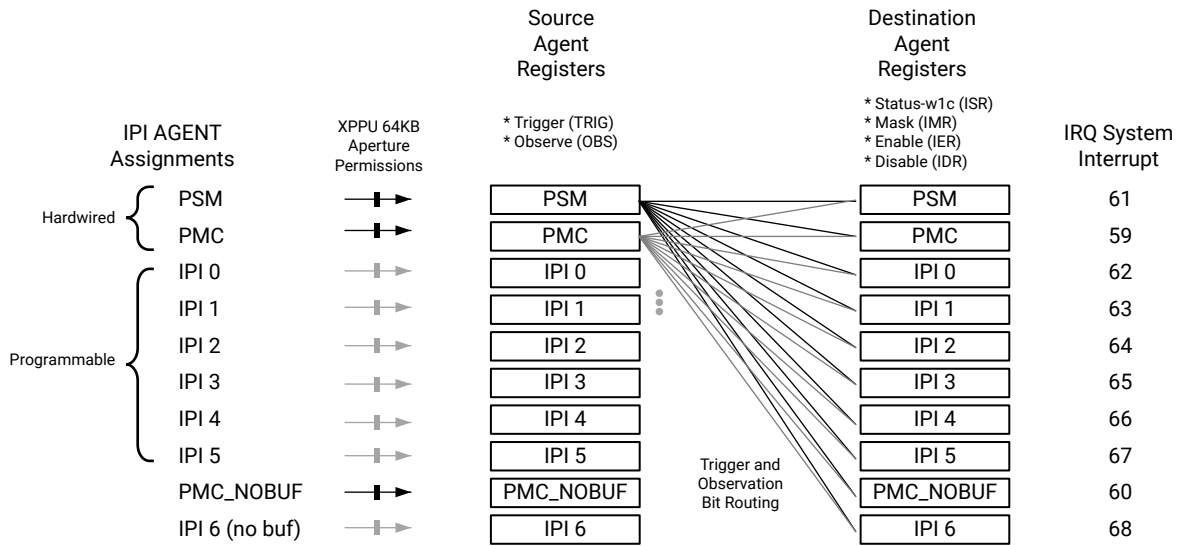 Source
Agent
Registers
Destination
Agent
Registers
* Trigger (TRIG)
* Observe (OBS)
* Status-w1c (ISR)
* Mask (IMR)
* Enable (IER)
* Disable (IDR)
IPI AGENT
Assignments
XPPU 64KB
Aperture
Permissions
IRQ System
Interrupt
Hardwired
Programmable
PSM PSM PSM 61
PMC PMC PMC 59
IPI 0 IPI 0 IPI 0 62
IPI 1 IPI 1 IPI 1 63
IPI 2 IPI 2 IPI 2 64
IPI 3 IPI 3 IPI 3 65
IPI 4 IPI 4 IPI 4 66
IPI 5 IPI 5 IPI 5 67
PMC_NOBUF PMC_NOBUF PMC_NOBUF 60
IPI 6 (no buf) IPI 6 IPI 6 68
Trigger and
Observation
Bit Routing